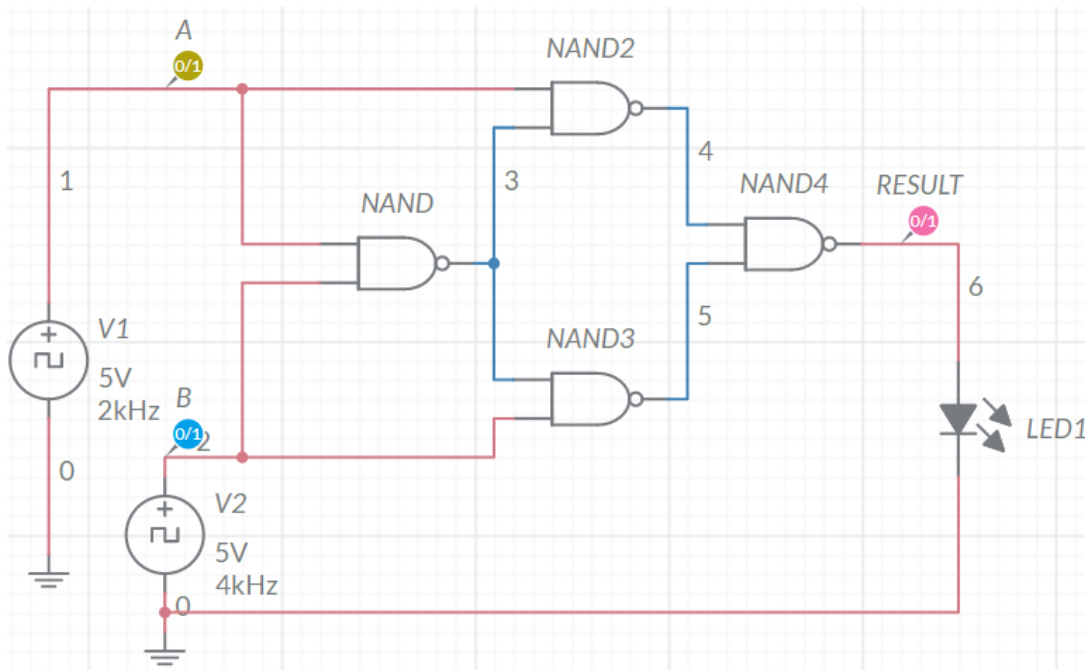 A
0/1
NAND2
1
3
4
NAND
NAND4
RESULT
0/1
6
V1
5V
2kHz
NAND3
5
B
0/1
2
0
V2
5V
4kHz
LED1
0